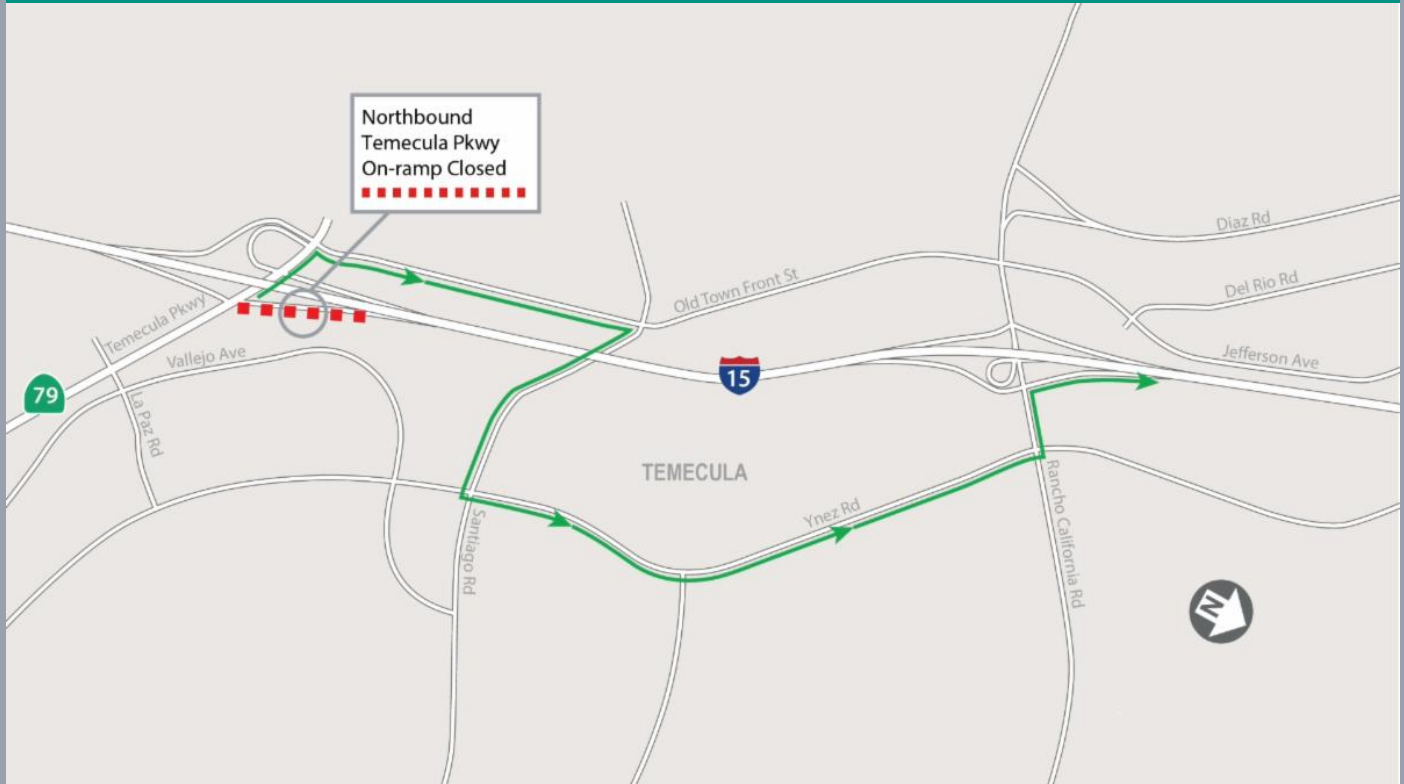 Northbound
Temecula Pkwy
On-ramp Closed
Diaz Rd
Del Rio Rd
Old Town Front St
Temecula Pkwy
Vallejo Ave
Jefferson Ave
15
79
La Paz Rd
TEMECULA
Ynez Rd
Santiago Rd
Rancho California Rd
N